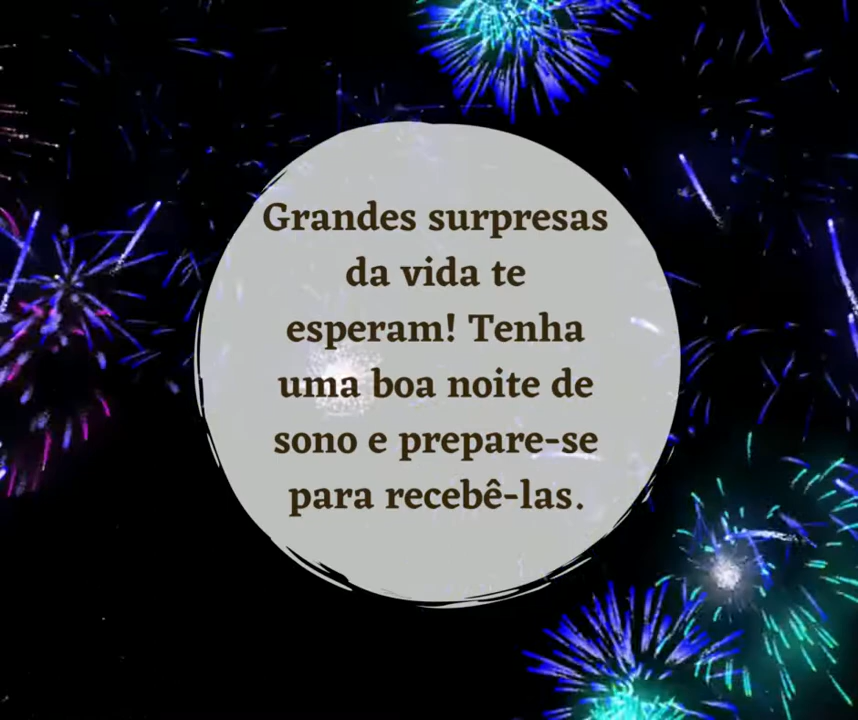 Grandes surpresas
da vida te
esperam! Tenha
uma boa noite de
sono e prepare-se
para recebê-las.